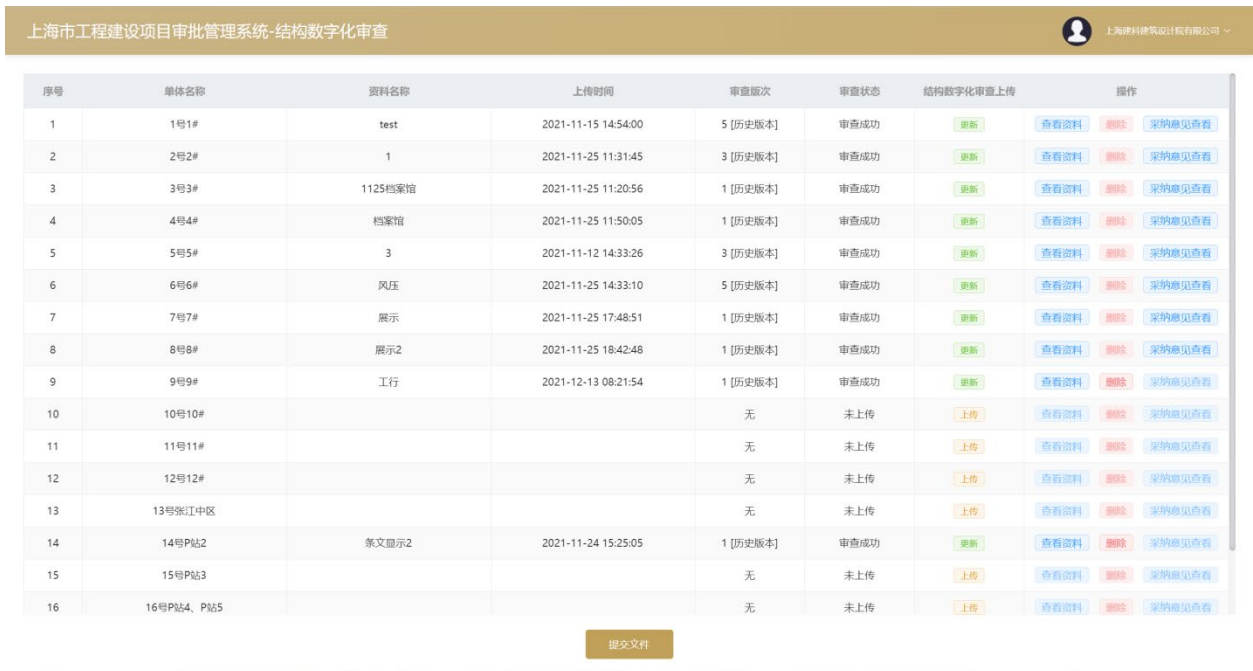 上海市工程建设项目审批管理系统-结构数字化审查 上海建科建筑设计院有限公司
序号 单体名称 资料名称 上传时间 审查版次 审查状态 结构数字化审查上传 操作
1 1号1# test 2021-11-15 14:54:00 5 [历史版本] 审查成功 更新 查看资料 删除 采纳意见查看
2 2号2# 1 2021-11-25 11:31:45 3 [历史版本] 审查成功 更新 查看资料 删除 采纳意见查看
3 3号3# 1125档案馆 2021-11-25 11:20:56 1 [历史版本] 审查成功 更新 查看资料 删除 采纳意见查看
4 4号4# 档案馆 2021-11-25 11:50:05 1 [历史版本] 审查成功 更新 查看资料 删除 采纳意见查看
5 5号5# 3 2021-11-12 14:33:26 3 [历史版本] 审查成功 更新 查看资料 删除 采纳意见查看
6 6号6# 风压 2021-11-25 14:33:10 5 [历史版本] 审查成功 更新 查看资料 删除 采纳意见查看
7 7号7# 展示 2021-11-25 17:48:51 1 [历史版本] 审查成功 更新 查看资料 删除 采纳意见查看
8 8号8# 展示2 2021-11-25 18:42:48 1 [历史版本] 审查成功 更新 查看资料 删除 采纳意见查看
9 9号9# 工行 2021-12-13 08:21:54 1 [历史版本] 审查成功 更新 查看资料 删除 采纳意见查看
10 10号10# 无 未上传 上传 查看资料 删除 采纳意见查看
11 11号11# 无 未上传 上传 查看资料 删除 采纳意见查看
12 12号12# 无 未上传 上传 查看资料 删除 采纳意见查看
13 13号张江中区 无 未上传 上传 查看资料 删除 采纳意见查看
14 14号P站2 条文显示2 2021-11-24 15:25:05 1 [历史版本] 审查成功 更新 查看资料 删除 采纳意见查看
15 15号P站3 无 未上传 上传 查看资料 删除 采纳意见查看
16 16号P站4、P站5 无 未上传 上传 查看资料 删除 采纳意见查看
提交文件